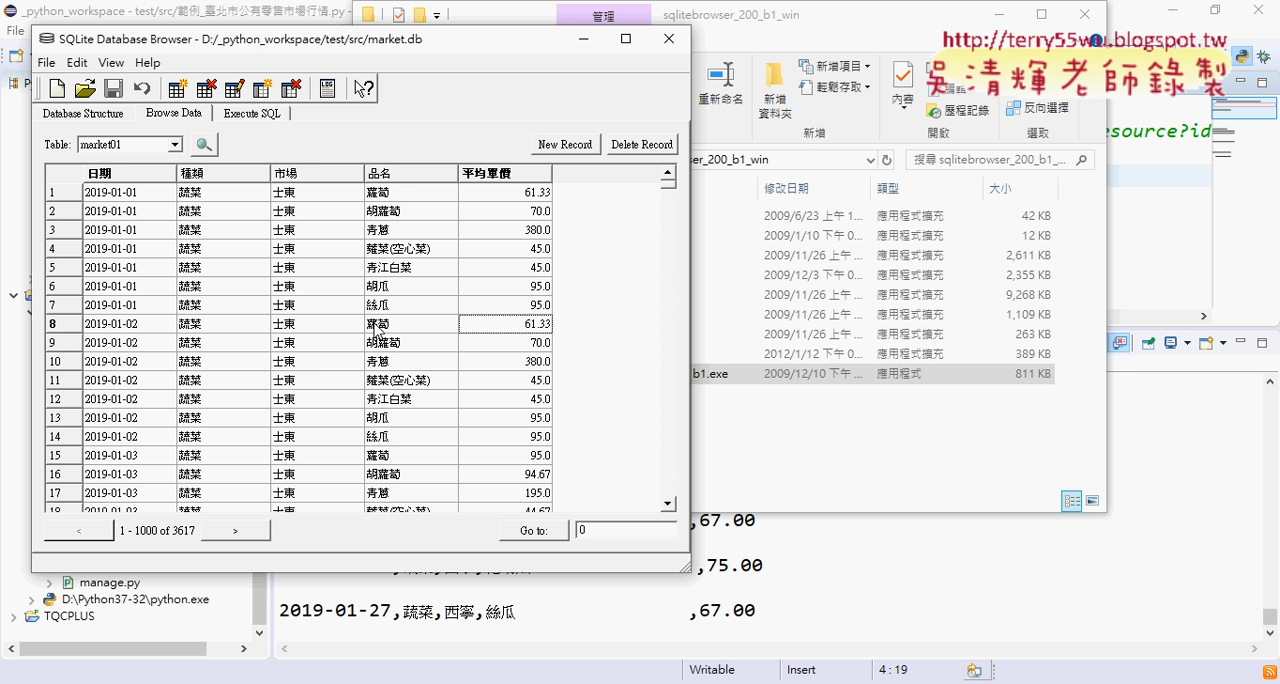 _python_workspace - test/src/範例_臺北市公有零售市場行情.py -
管理
sqlitebrowser_200_b1_win
http://terry55wu.blogspot.tw
吳清輝老師錄製
File
SQLite Database Browser - D:/_python_workspace/test/src/market.db
File Edit View Help
Database Structure Browse Data Execute SQL
Table: market01 New Record Delete Record
日期 種類 市場 品名 平均單價
1 2019-01-01 蔬菜 士東 蘿蔔 61.33
2 2019-01-01 蔬菜 士東 胡蘿蔔 70.0
3 2019-01-01 蔬菜 士東 青蔥 380.0
4 2019-01-01 蔬菜 士東 蕹菜(空心菜) 45.0
5 2019-01-01 蔬菜 士東 青江白菜 45.0
6 2019-01-01 蔬菜 士東 胡瓜 95.0
7 2019-01-01 蔬菜 士東 絲瓜 95.0
8 2019-01-02 蔬菜 士東 蘿蔔 61.33
9 2019-01-02 蔬菜 士東 胡蘿蔔 70.0
10 2019-01-02 蔬菜 士東 青蔥 380.0
11 2019-01-02 蔬菜 士東 蕹菜(空心菜) 45.0
12 2019-01-02 蔬菜 士東 青江白菜 45.0
13 2019-01-02 蔬菜 士東 胡瓜 95.0
14 2019-01-02 蔬菜 士東 絲瓜 95.0
15 2019-01-03 蔬菜 士東 蘿蔔 95.0
16 2019-01-03 蔬菜 士東 胡蘿蔔 94.67
17 2019-01-03 蔬菜 士東 青蔥 195.0
18 2019-01-03 蔬菜 士東 蕹菜(空心菜) 44.67
< 1 - 1000 of 3617 > Go to: 0
重新命名
新增資料夾
新增項目
輕鬆存取
新增
內容
歷程記錄
開啟
反向選擇
選取
esource?id
er_200_b1_win
搜尋 sqlitebrowser_200_b1_...
修改日期 類型 大小
2009/6/23 上午 1... 應用程式擴充 42 KB
2009/1/10 下午 0... 應用程式擴充 12 KB
2009/11/26 上午 ... 應用程式擴充 2,611 KB
2009/12/3 下午 0... 應用程式擴充 2,355 KB
2009/11/26 上午 ... 應用程式擴充 9,268 KB
2009/11/26 上午 ... 應用程式擴充 1,109 KB
2009/11/26 上午 ... 應用程式擴充 263 KB
2012/1/12 下午 0... 應用程式擴充 389 KB
b1.exe 2009/12/10 下午 ... 應用程式 811 KB
,67.00
,75.00
2019-01-27,蔬菜,西寧,絲瓜 ,67.00
manage.py
D:\Python37-32\python.exe
TQCPLUS
Writable Insert 4 : 19